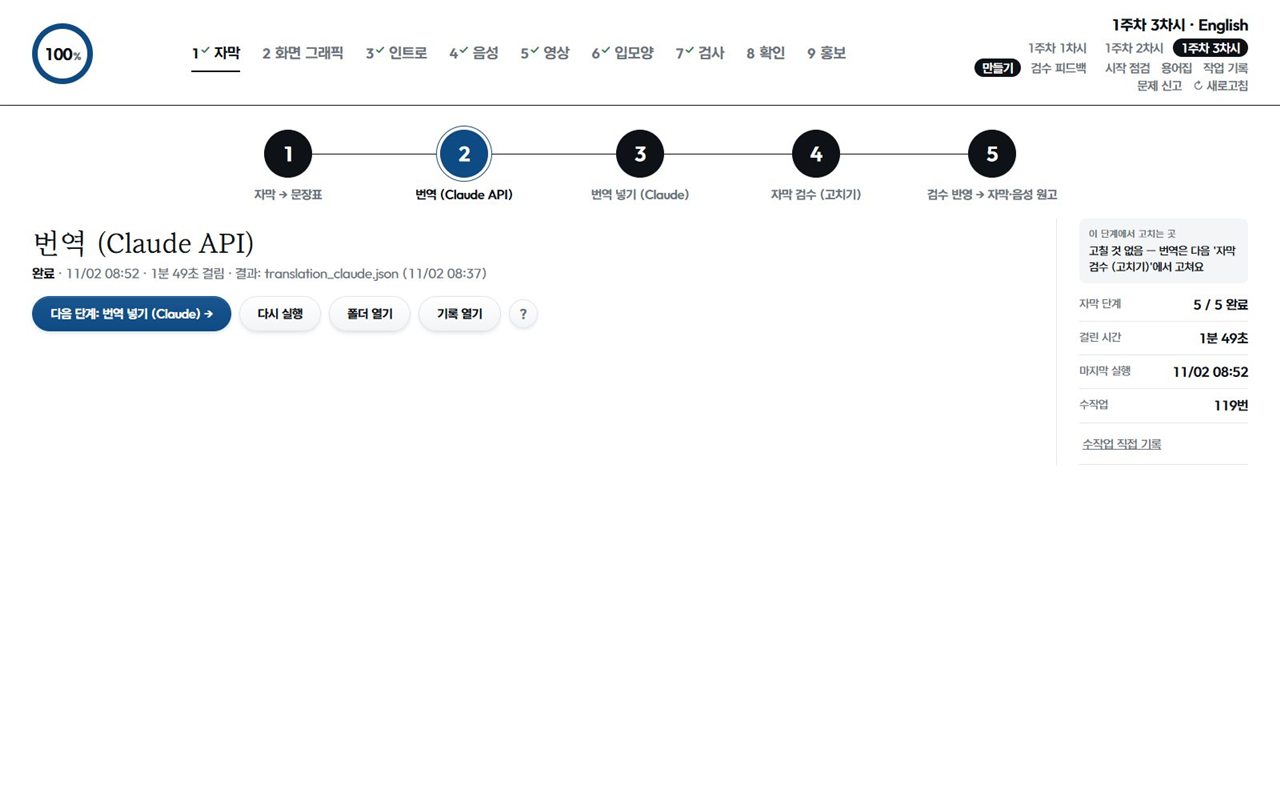 100%
1✓ 자막 2 화면 그래픽 3✓ 인트로 4✓ 음성 5✓ 영상 6✓ 입모양 7✓ 검사 8 확인 9 홍보
1주차 3차시 · English
1주차 1차시 1주차 2차시 1주차 3차시
만들기 검수 피드백 시작 점검 용어집 작업 기록
문제 신고 ↻ 새로고침
1 2 3 4 5
자막 → 문장표 번역 (Claude API) 번역 넣기 (Claude) 자막 검수 (고치기) 검수 반영 → 자막·음성 원고
번역 (Claude API)
완료 · 11/02 08:52 · 1분 49초 걸림 · 결과: translation_claude.json (11/02 08:37)
다음 단계: 번역 넣기 (Claude) → 다시 실행 폴더 열기 기록 열기 ?
이 단계에서 고치는 곳
고칠 것 없음 — 번역은 다음 '자막
검수 (고치기)'에서 고쳐요
자막 단계 5 / 5 완료
걸린 시간 1분 49초
마지막 실행 11/02 08:52
수작업 119번
수작업 직접 기록